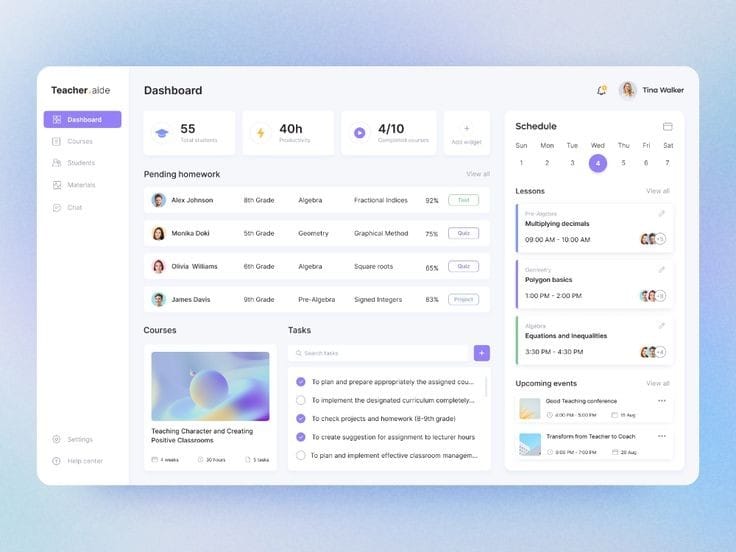 Teacher.aide
Dashboard
Courses
Students
Materials
Chat
Settings
Help center
Dashboard
Tina Walker
55
Total students
40h
Productivity
4/10
Completed courses
+
Add widget
Pending homework
View all
Alex Johnson 8th Grade Algebra Fractional Indices 92% Test
Monika Doki 5th Grade Geometry Graphical Method 75% Quiz
Olivia Williams 6th Grade Algebra Square roots 65% Quiz
James Davis 9th Grade Pre-Algebra Signed Integers 83% Project
Courses
Teaching Character and Creating
Positive Classrooms
4 weeks 30 hours 5 tasks
Tasks
Search tasks
+
To plan and prepare appropriately the assigned cou...
To implement the designated curriculum completely...
To check projects and homework (8-9th grade)
To create suggestion for assignment to lecturer hours
To plan and implement effective classroom managem...
Schedule
Sun Mon Tue Wed Thu Fri Sat
1 2 3 4 5 6 7
Lessons
View all
Pre-Algebra
Multiplying decimals
09:00 AM - 10:00 AM
+5
Geometry
Polygon basics
1:00 PM - 2:00 PM
+8
Algebra
Equations and Inequalities
3:30 PM - 4:30 PM
+4
Upcoming events
View all
Good Teaching conference
4:00 PM - 5:00 PM 15 Aug
Transform from Teacher to Coach
PM - 7:00 PM Aug